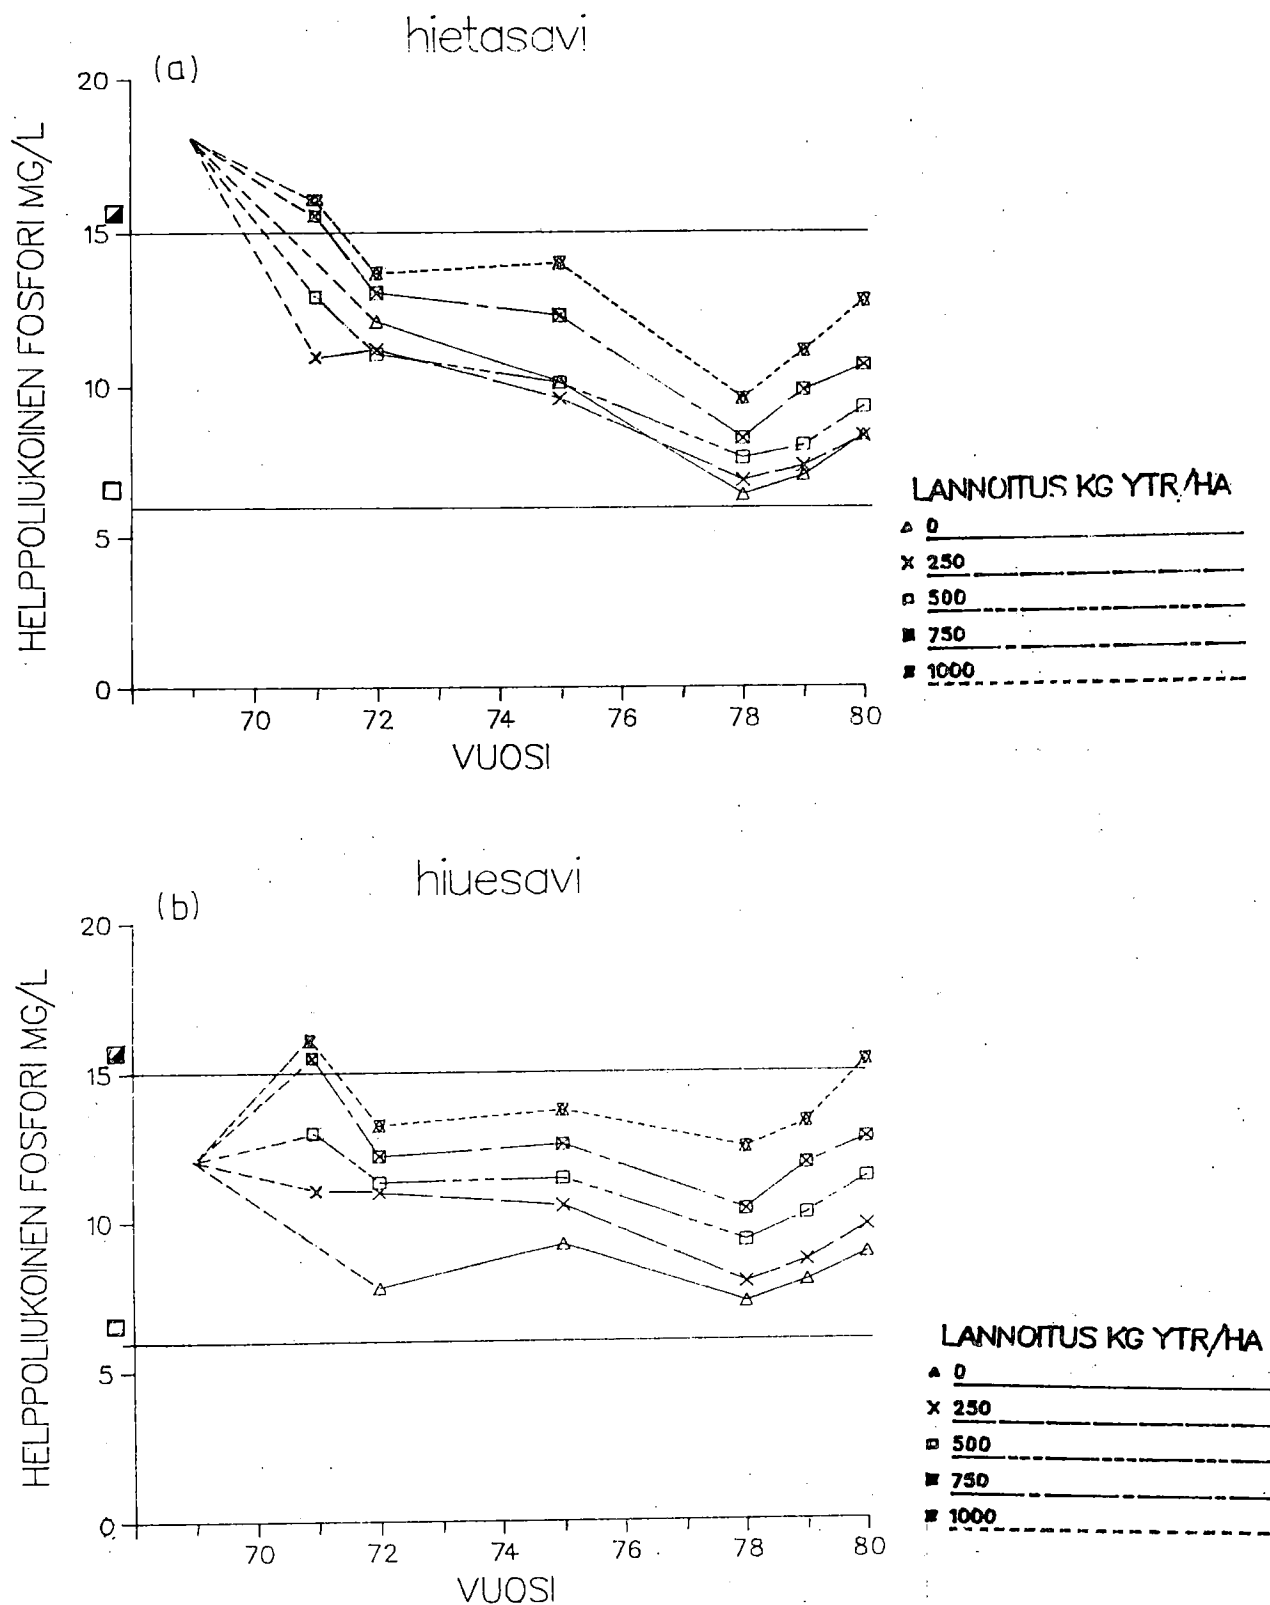 hietasavi
(a)
HELPPOLIUKOINEN FOSFORI MG/L
20
15
10
5
0
70 72 74 76 78 80
VUOSI
LANNOITUS KG YTR/HA
0
250
500
750
1000
hiuesavi
(b)
HELPPOLIUKOINEN FOSFORI MG/L
20
15
10
5
0
70 72 74 76 78 80
VUOSI
LANNOITUS KG YTR/HA
0
250
500
750
1000